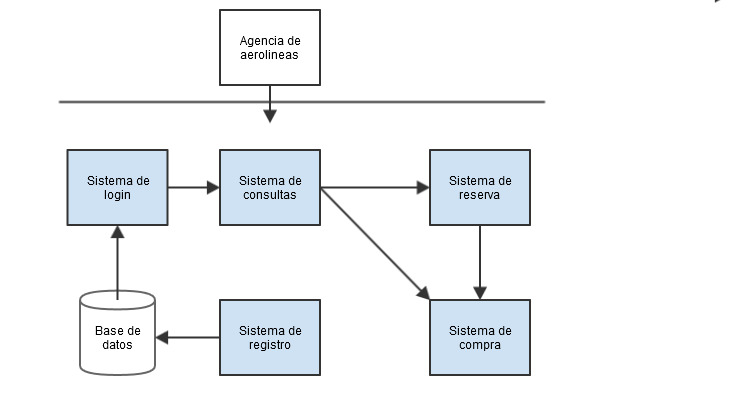 Agencia de
aerolineas
Sistema de
login
Sistema de
consultas
Sistema de
reserva
Base de
datos
Sistema de
registro
Sistema de
compra